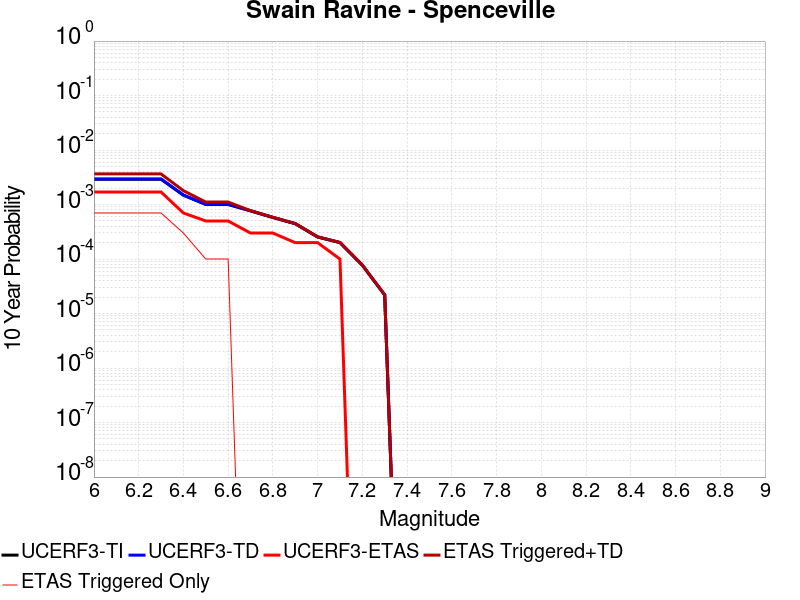 Swain Ravine - Spenceville
10^0
10^-1
10^-2
10^-3
10^-4
10^-5
10^-6
10^-7
10^-8
10 Year Probability
6 6.2 6.4 6.6 6.8 7 7.2 7.4 7.6 7.8 8 8.2 8.4 8.6 8.8 9
Magnitude
UCERF3-TI UCERF3-TD UCERF3-ETAS ETAS Triggered+TD
ETAS Triggered Only